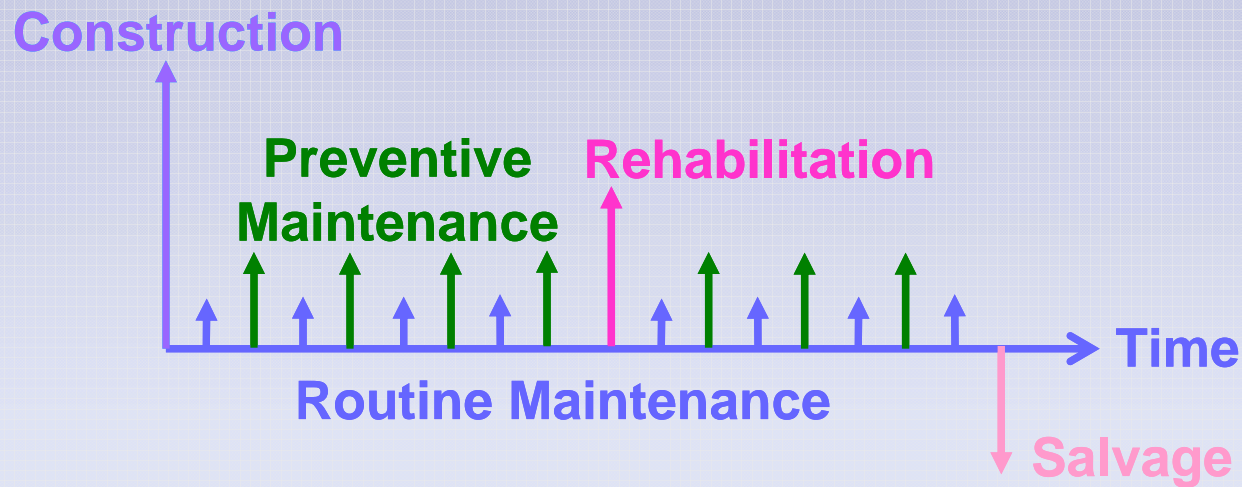 Construction
Preventive
Maintenance
Rehabilitation
Time
Routine Maintenance
Salvage